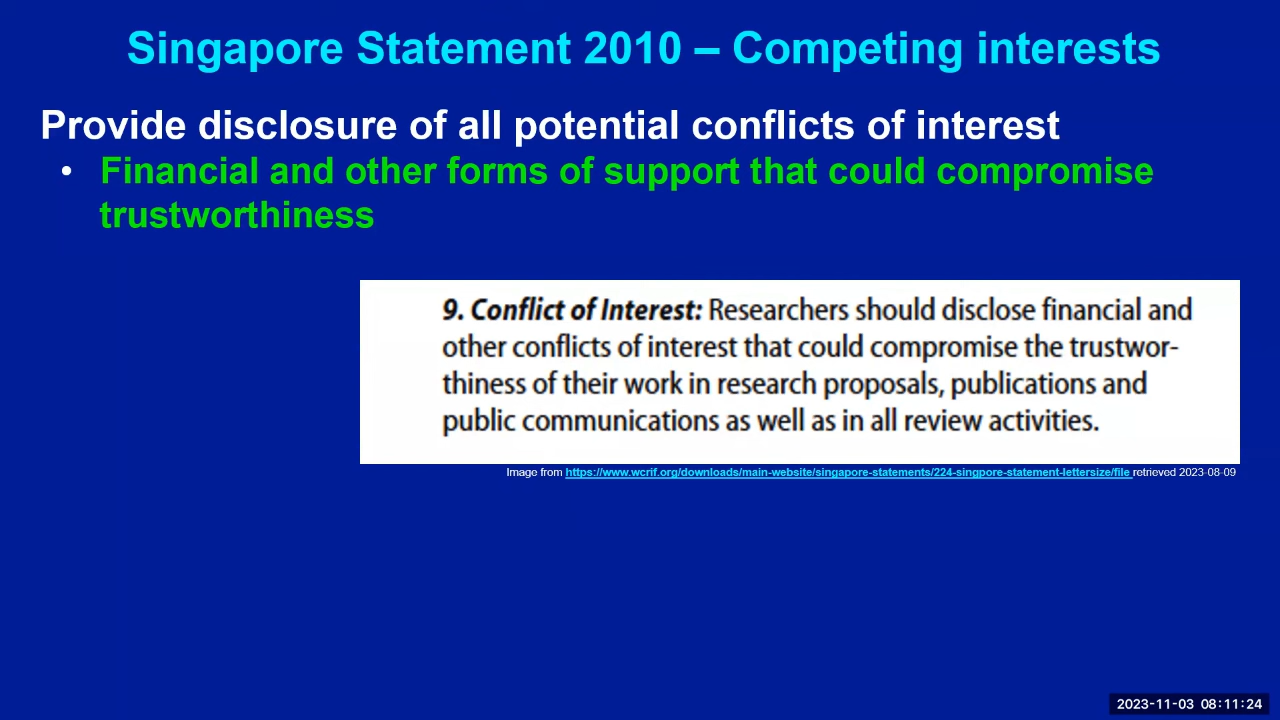 Singapore Statement 2010 – Competing interests
Provide disclosure of all potential conflicts of interest
• Financial and other forms of support that could compromise
trustworthiness
9. Conflict of Interest: Researchers should disclose financial and
other conflicts of interest that could compromise the trustwor-
thiness of their work in research proposals, publications and
public communications as well as in all review activities.
Image from https://www.wcrif.org/downloads/main-website/singapore-statements/224-singpore-statement-lettersize/file retrieved 2023-08-09
2023-11-03 08:11:24